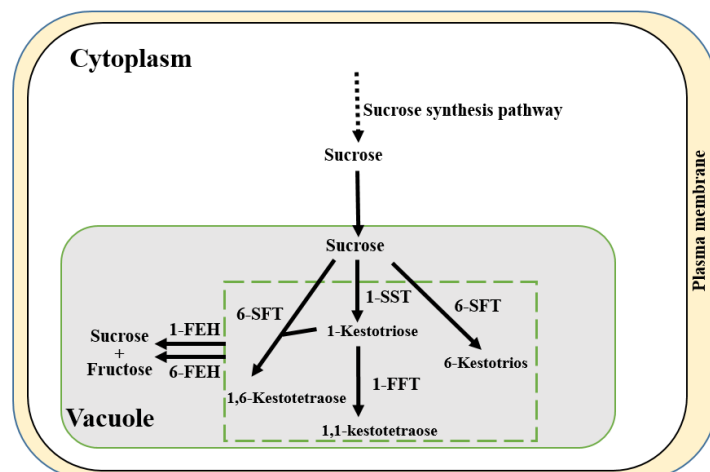 Cytoplasm
Sucrose synthesis pathway
Sucrose
Plasma membrane
Sucrose
1-SST
6-SFT
6-SFT
1-FEH
1-Kestotriose
Sucrose
+
Fructose
6-FEH
6-Kestotrios
1-FFT
1,6-Kestotetraose
Vacuole
1,1-kestotetraose